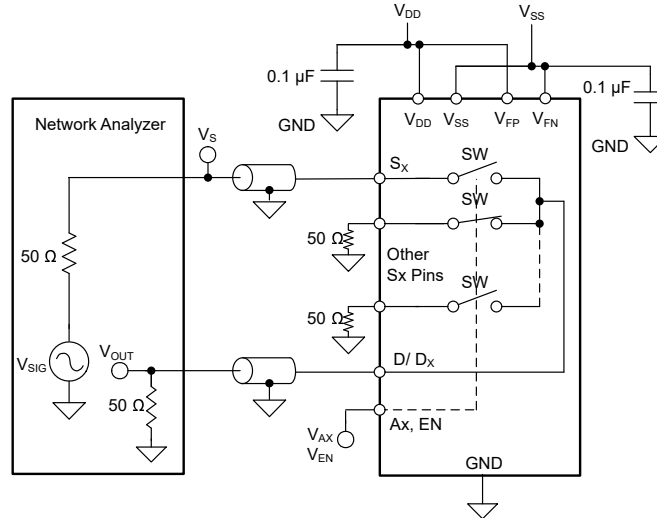 V_DD
V_SS
0.1 µF
0.1 µF
GND
GND
V_DD
V_SS
V_FP
V_FN
Network Analyzer
V_S
S_X
SW
50 Ω
SW
50 Ω
Other
Sx Pins
SW
50 Ω
V_SIG
V_OUT
D/ D_X
50 Ω
V_AX
V_EN
Ax, EN
GND